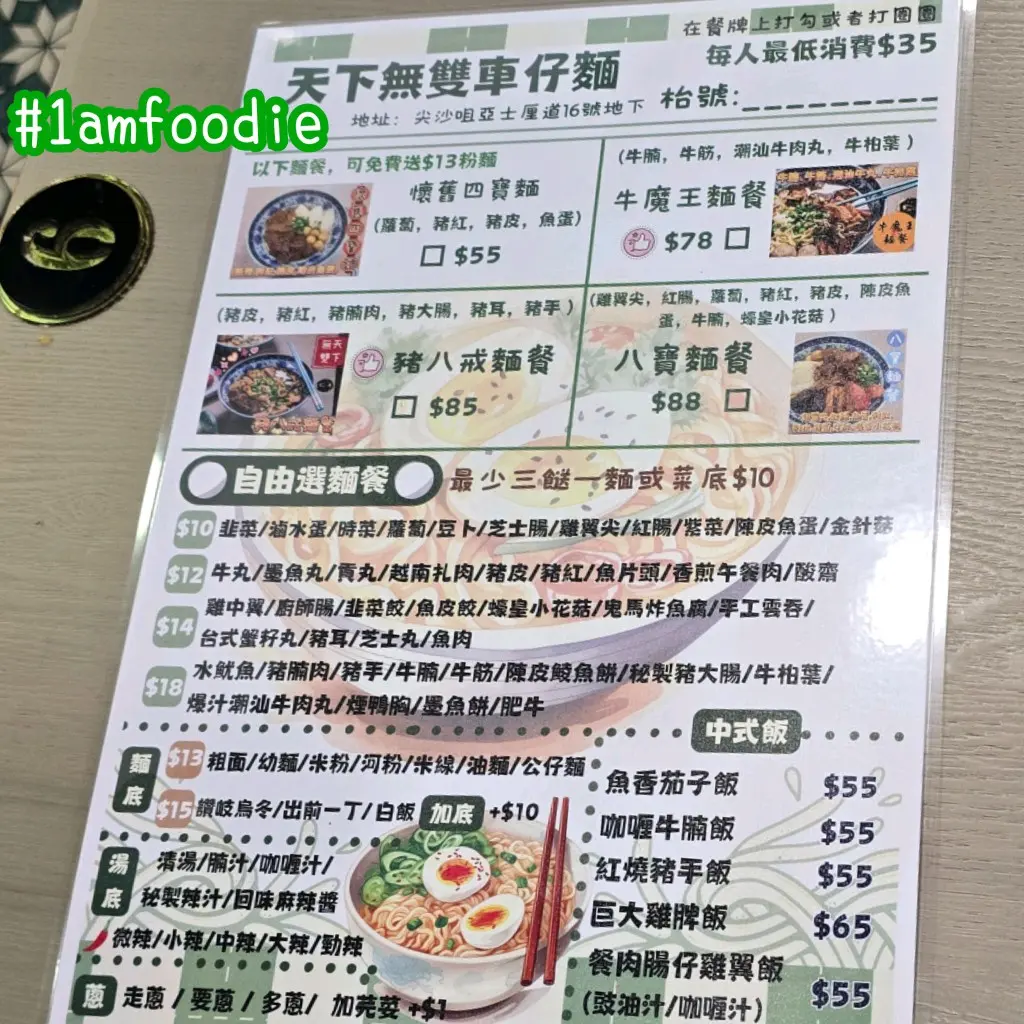 在餐牌上打勾或者打圈圈
天下無雙車仔麵
每人最低消費$35
#1amfoodie
地址: 尖沙咀亞士厘道16號地下
枱號:_________
以下麵餐,可免費送$13粉麵
懷舊四寶麵
(蘿蔔, 豬紅, 豬皮, 魚蛋)
□ $55
(牛腩, 牛筋, 潮汕牛肉丸, 牛柏葉)
牛魔王麵餐
$78 □
牛魔王
麵餐
(豬皮, 豬紅, 豬腩肉, 豬大腸, 豬耳, 豬手)
無天
雙下
豬八戒麵餐
□ $85
(雞翼尖, 紅腸, 蘿蔔, 豬紅, 豬皮, 陳皮魚
蛋, 牛腩, 蠔皇小花菇)
八寶麵餐
$88 □
八寶麵餐
自由選麵餐 最少三餸一麵或菜底$10
$10 韭菜/滷水蛋/時菜/蘿蔔/豆卜/芝士腸/雞翼尖/紅腸/紫菜/陳皮魚蛋/金針菇
$12 牛丸/墨魚丸/貢丸/越南扎肉/豬皮/豬紅/魚片頭/香煎午餐肉/酸齋
$14 雞中翼/廚師腸/韭菜餃/魚皮餃/蠔皇小花菇/鬼馬炸魚腐/手工雲吞/
台式蟹籽丸/豬耳/芝士丸/魚肉
$18 水魷魚/豬腩肉/豬手/牛腩/牛筋/陳皮鯪魚餅/秘製豬大腸/牛柏葉/
爆汁潮汕牛肉丸/煙鴨胸/墨魚餅/肥牛
麵底
$13 粗面/幼麵/米粉/河粉/米線/油麵/公仔麵
$15 讚岐烏冬/出前一丁/白飯 加底 +$10
湯底
清湯/腩汁/咖喱汁/
秘製辣汁/回味麻辣醬
微辣/小辣/中辣/大辣/勁辣
蔥 走蔥 / 要蔥 / 多蔥/ 加芫荽 +$1
中式飯
魚香茄子飯 $55
咖喱牛腩飯 $55
紅燒豬手飯 $55
巨大雞脾飯 $65
餐肉腸仔雞翼飯 $55
(豉油汁/咖喱汁)